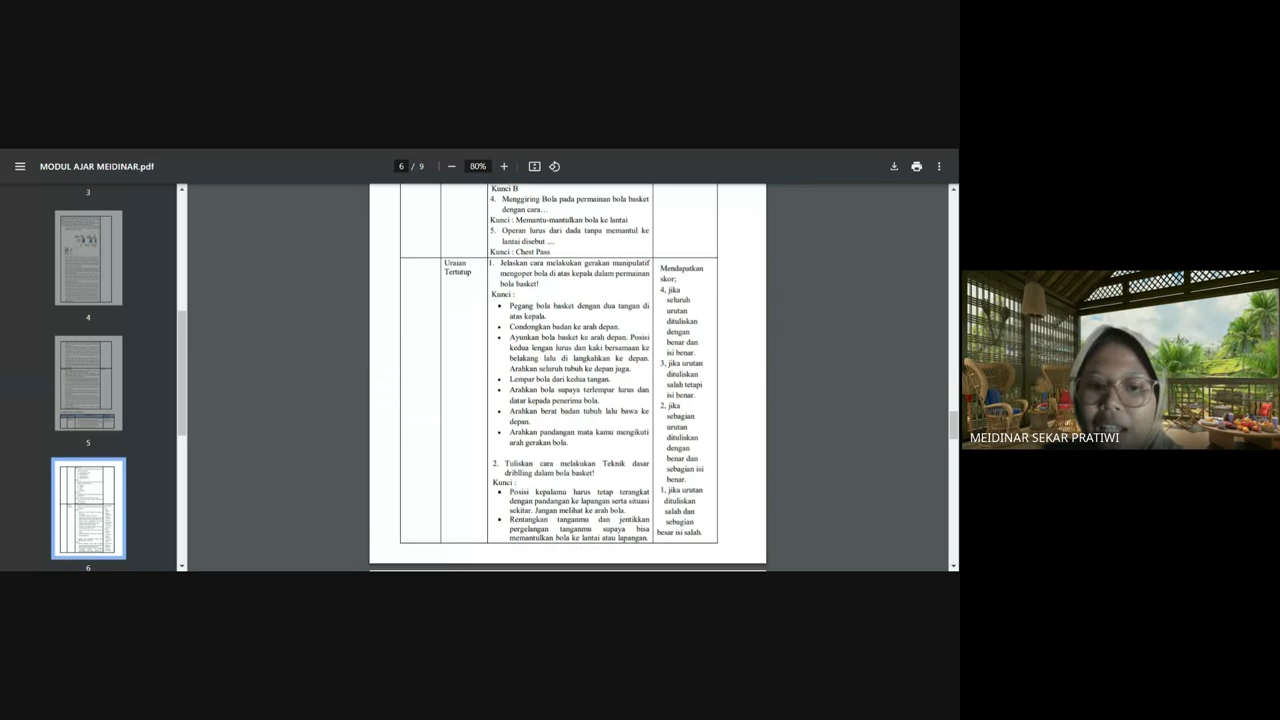 MODUL AJAR MEIDINAR.pdf
6 / 9
80%
3
4
5
6
Kunci B
4. Menggiring Bola pada permainan bola basket
dengan cara…
Kunci : Memantu-mantulkan bola ke lantai
5. Operan lurus dari dada tanpa memantul ke
lantai disebut ....
Kunci : Chest Pass
Uraian
Tertutup
1. Jelaskan cara melakukan gerakan manipulatif
mengoper bola di atas kepala dalam permainan
bola basket!
Kunci :
• Pegang bola basket dengan dua tangan di
atas kepala.
• Condongkan badan ke arah depan.
• Ayunkan bola basket ke arah depan. Posisi
kedua lengan lurus dan kaki bersamaan ke
belakang lalu di langkahkan ke depan.
Arahkan seluruh tubuh ke depan juga.
• Lempar bola dari kedua tangan.
• Arahkan bola supaya terlempar lurus dan
datar kepada penerima bola.
• Arahkan berat badan tubuh lalu bawa ke
depan.
• Arahkan pandangan mata kamu mengikuti
arah gerakan bola.
2. Tuliskan cara melakukan Teknik dasar
driblling dalam bola basket!
Kunci :
• Posisi kepalamu harus tetap terangkat
dengan pandangan ke lapangan serta situasi
sekitar. Jangan melihat ke arah bola.
• Rentangkan tanganmu dan jentikkan
pergelangan tanganmu supaya bisa
memantulkan bola ke lantai atau lapangan.
Mendapatkan
skor;
4, jika
seluruh
urutan
dituliskan
dengan
benar dan
isi benar.
3, jika urutan
dituliskan
salah tetapi
isi benar.
2, jika
sebagian
urutan
dituliskan
dengan
benar dan
sebagian isi
benar.
1, jika urutan
dituliskan
salah dan
sebagian
besar isi salah.
MEIDINAR SEKAR PRATIWI